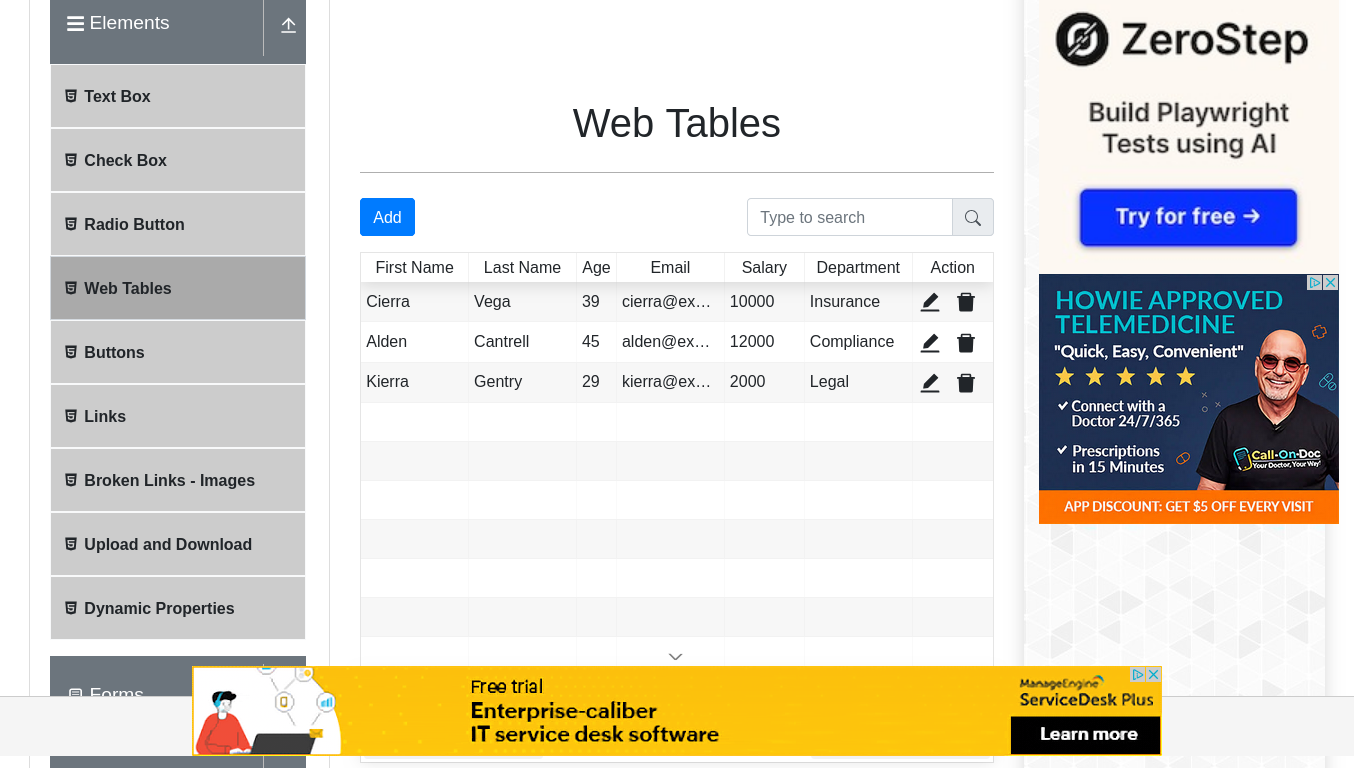 Elements
Text Box
Check Box
Radio Button
Web Tables
Buttons
Links
Broken Links - Images
Upload and Download
Dynamic Properties
Forms
Web Tables
Add
Type to search
First Name Last Name Age Email Salary Department Action
Cierra Vega 39 cierra@ex… 10000 Insurance
Alden Cantrell 45 alden@ex… 12000 Compliance
Kierra Gentry 29 kierra@ex… 2000 Legal
ZeroStep
Build Playwright
Tests using AI
Try for free →
HOWIE APPROVED
TELEMEDICINE
"Quick, Easy, Convenient"
Connect with a
Doctor 24/7/365
Prescriptions
in 15 Minutes
Call-On-Doc
Your Doctor, Your Way
APP DISCOUNT: GET $5 OFF EVERY VISIT
Free trial
Enterprise-caliber
IT service desk software
ManageEngine
ServiceDesk Plus
Learn more